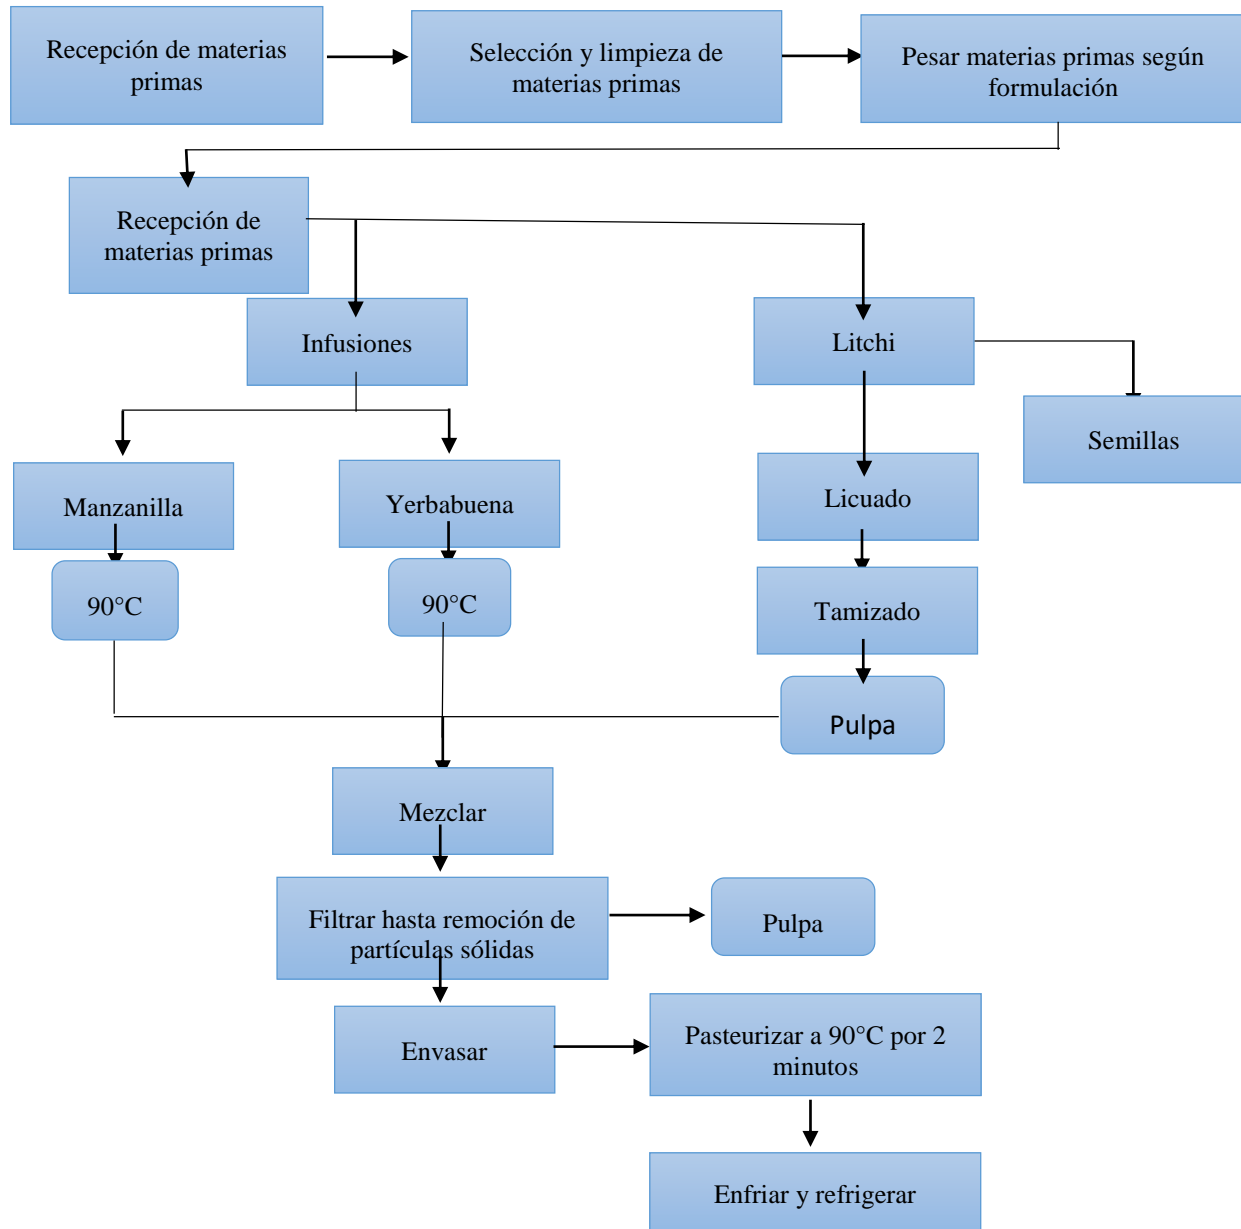 Recepción de materias
primas
Selección y limpieza de
materias primas
Pesar materias primas según
formulación
Recepción de
materias primas
Infusiones
Litchi
Semillas
Manzanilla
Yerbabuena
Licuado
90°C
90°C
Tamizado
Pulpa
Mezclar
Filtrar hasta remoción de
partículas sólidas
Pulpa
Envasar
Pasteurizar a 90°C por 2
minutos
Enfriar y refrigerar